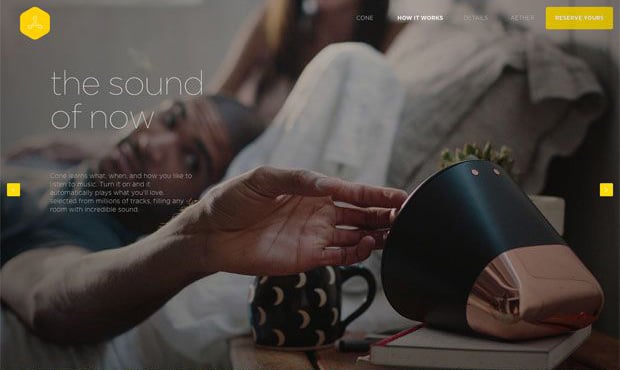 CONE
HOW IT WORKS
DETAILS
AETHER
RESERVE YOURS
the sound
of now
Cone learns what, when, and how you like to
listen to music. Turn it on and it
automatically plays what you'll love,
selected from millions of tracks, filling any
room with incredible sound.